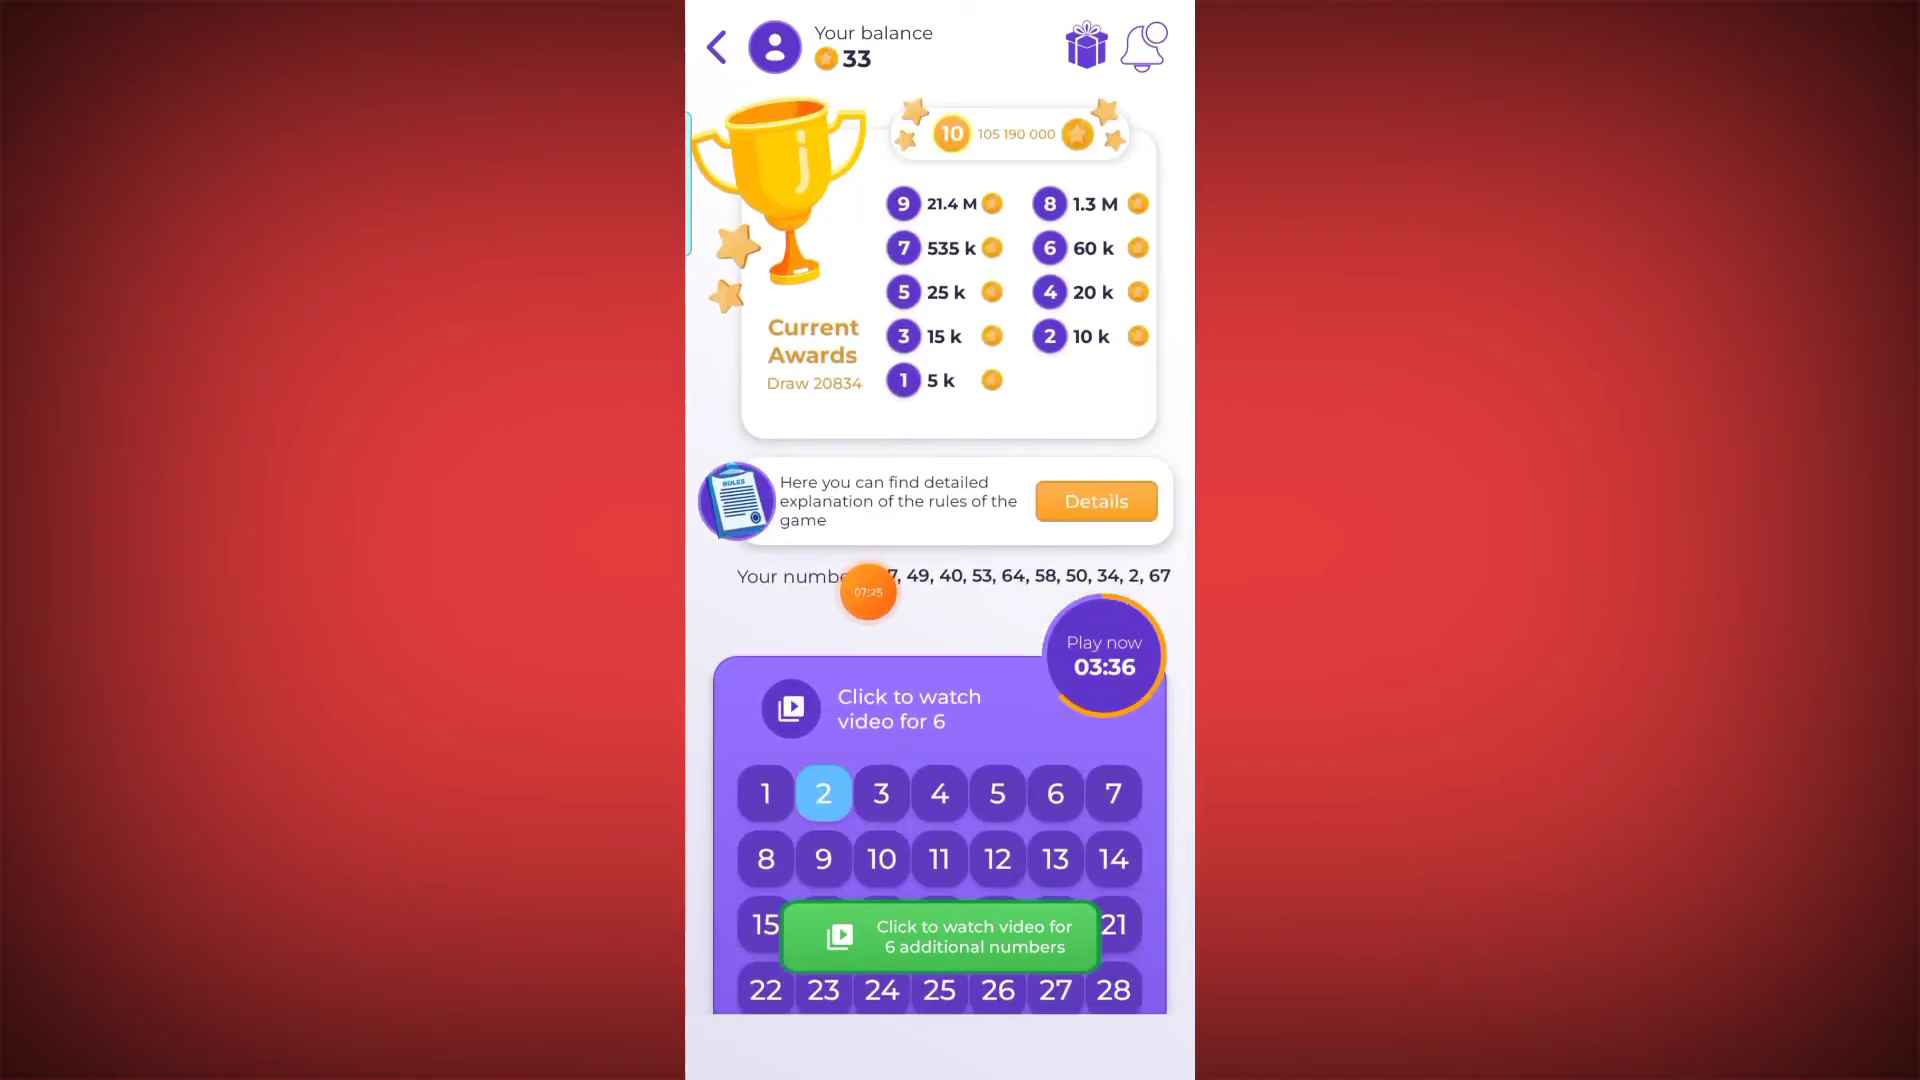 Your balance
33
10 105 190 000
9 21.4 M 8 1.3 M
7 535 k 6 60 k
5 25 k 4 20 k
3 15 k 2 10 k
1 5 k
Current
Awards
Draw 20834
RULES
Here you can find detailed
explanation of the rules of the
game
Details
Your numbe 7, 49, 40, 53, 64, 58, 50, 34, 2, 67
07:25
Play now
03:36
Click to watch
video for 6
1 2 3 4 5 6 7
8 9 10 11 12 13 14
15 21
Click to watch video for
6 additional numbers
22 23 24 25 26 27 28